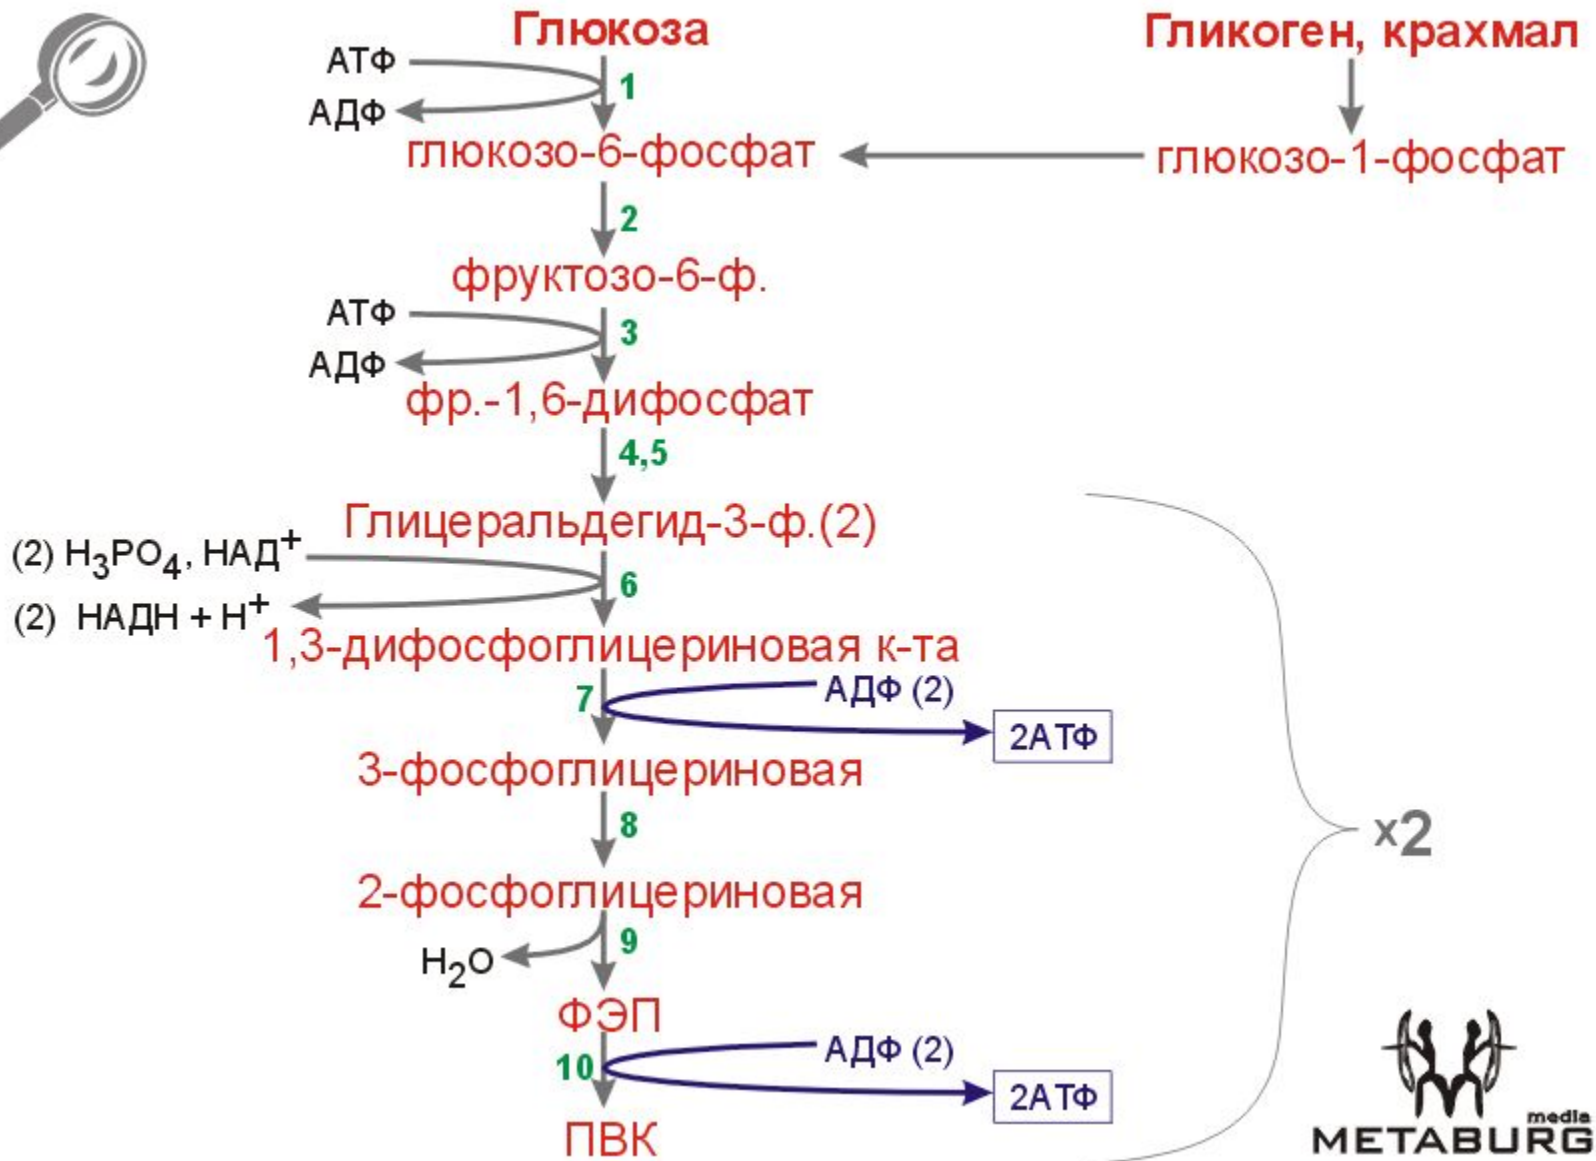 Глюкоза
Гликоген, крахмал
АТФ
1
АДФ
глюкозо-6-фосфат
глюкозо-1-фосфат
2
фруктозо-6-ф.
АТФ
3
АДФ
фр.-1,6-дифосфат
4,5
Глицеральдегид-3-ф.(2)
(2) H₃PO₄, НАД⁺
6
(2) НАДН + H⁺
1,3-дифосфоглицериновая к-та
7
АДФ (2)
2АТФ
3-фосфоглицериновая
8
x2
2-фосфоглицериновая
9
H₂O
ФЭП
10
АДФ (2)
2АТФ
ПВК
media
METABURG